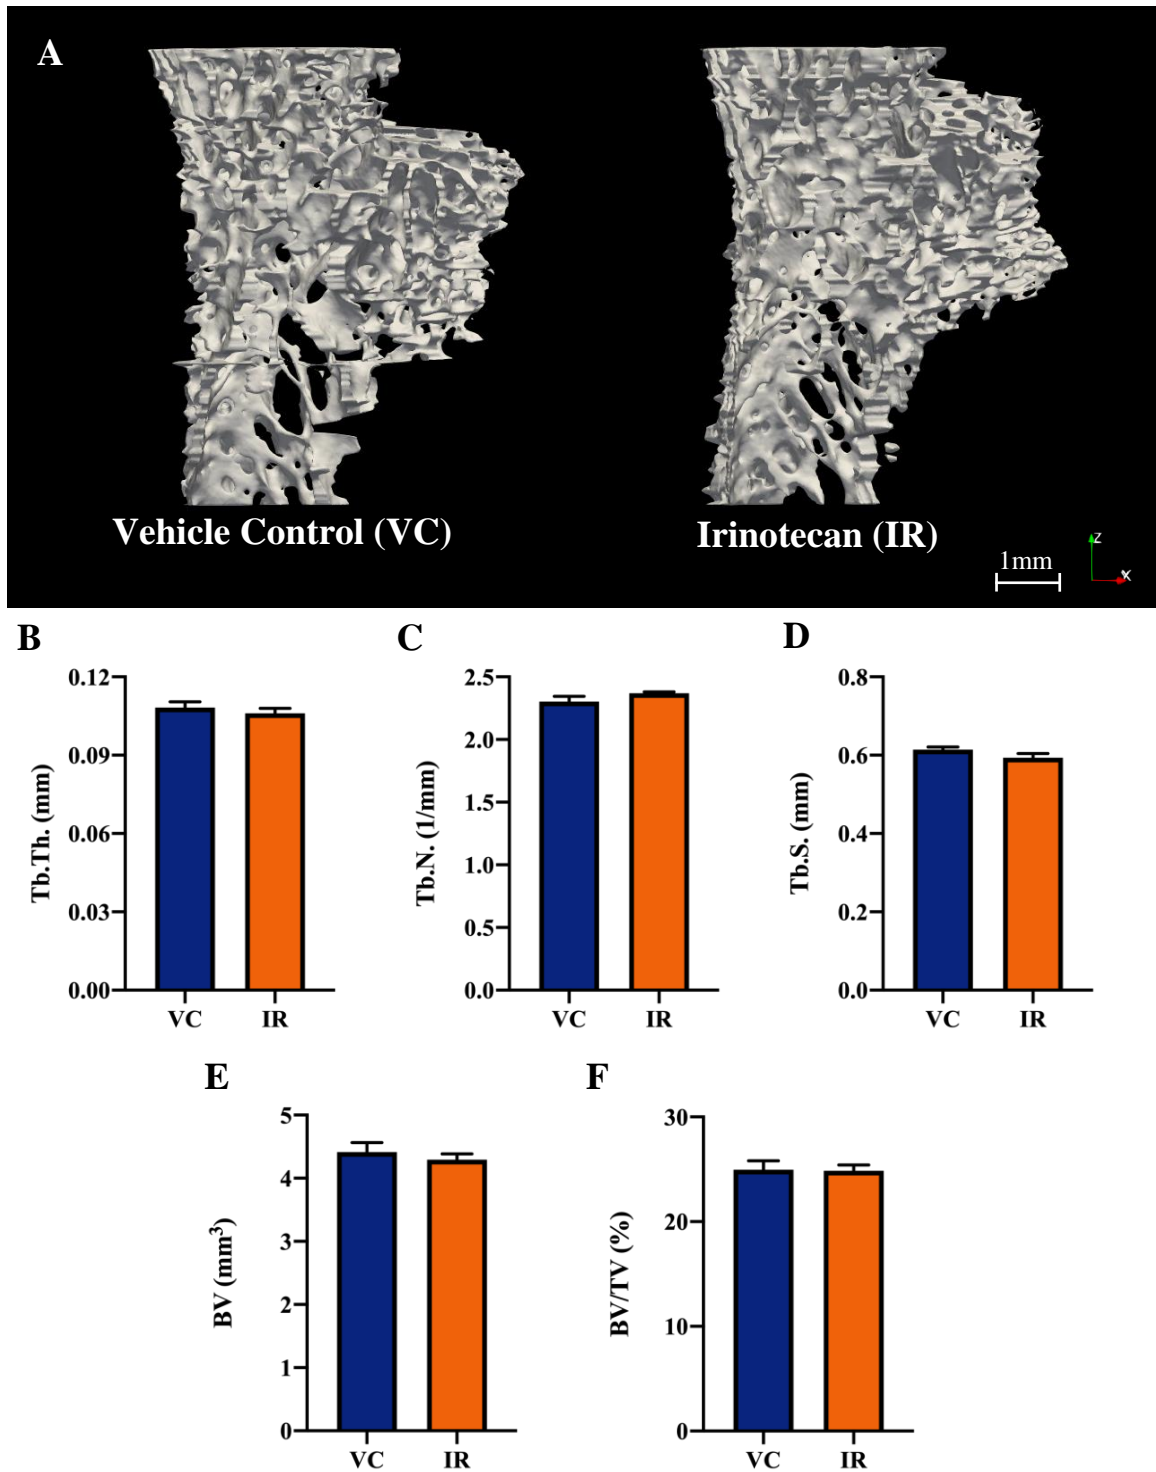 A
Vehicle Control (VC)
Irinotecan (IR)
1mm
z
x
B
C
D
0.12
0.09
0.06
0.03
0.00
Tb.Th. (mm)
VC IR
2.5
2.0
1.5
1.0
0.5
0.0
Tb.N. (1/mm)
VC IR
0.8
0.6
0.4
0.2
0.0
Tb.S. (mm)
VC IR
E
F
5
4
3
2
1
0
BV (mm³)
VC IR
30
20
10
0
BV/TV (%)
VC IR